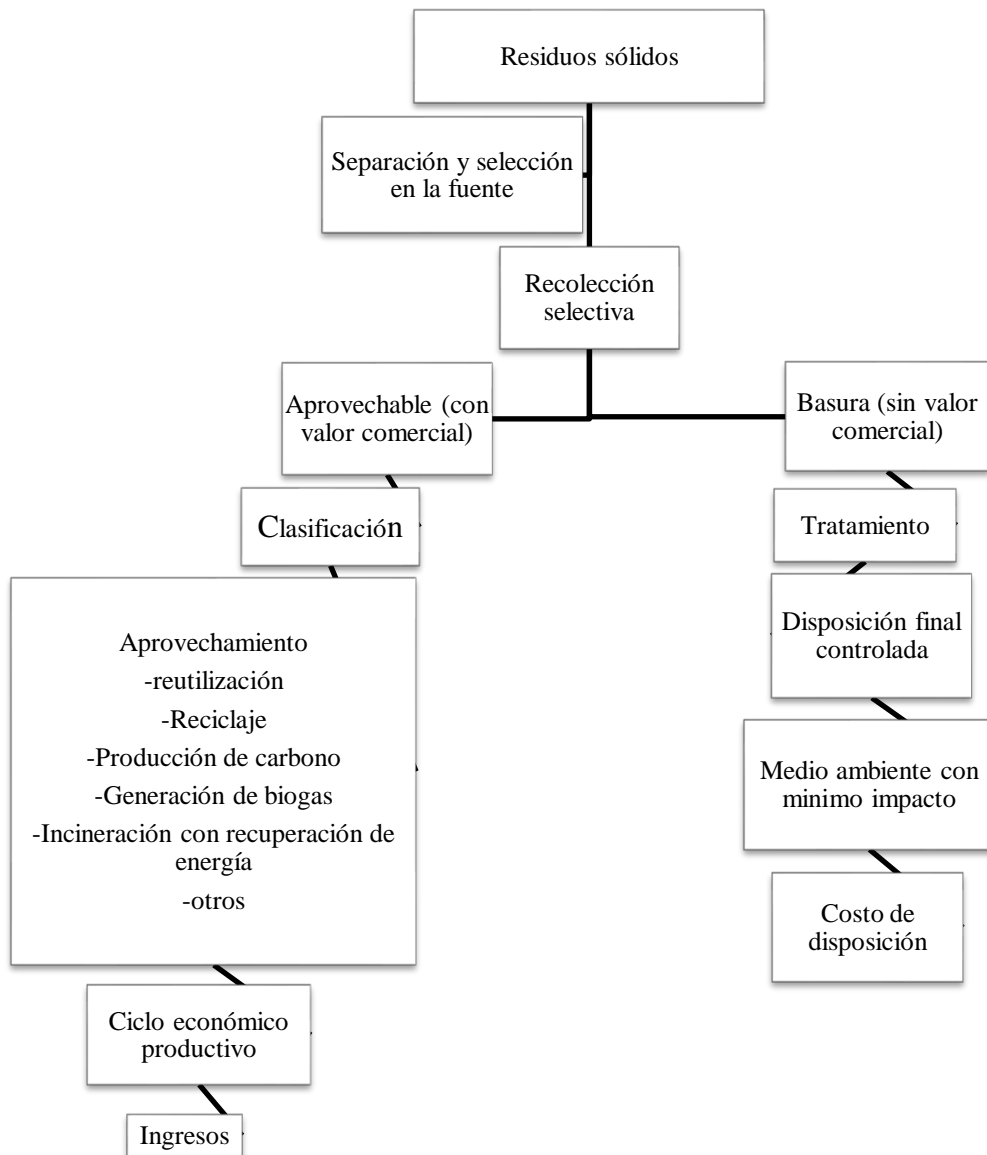 Residuos sólidos
Separación y selección
en la fuente
Recolección
selectiva
Aprovechable (con
valor comercial)
Basura (sin valor
comercial)
Clasificación
Tratamiento
Aprovechamiento
-reutilización
-Reciclaje
-Producción de carbono
-Generación de biogas
-Incineración con recuperación de
energía
-otros
Disposición final
controlada
Medio ambiente con
minimo impacto
Costo de
disposición
Ciclo económico
productivo
Ingresos